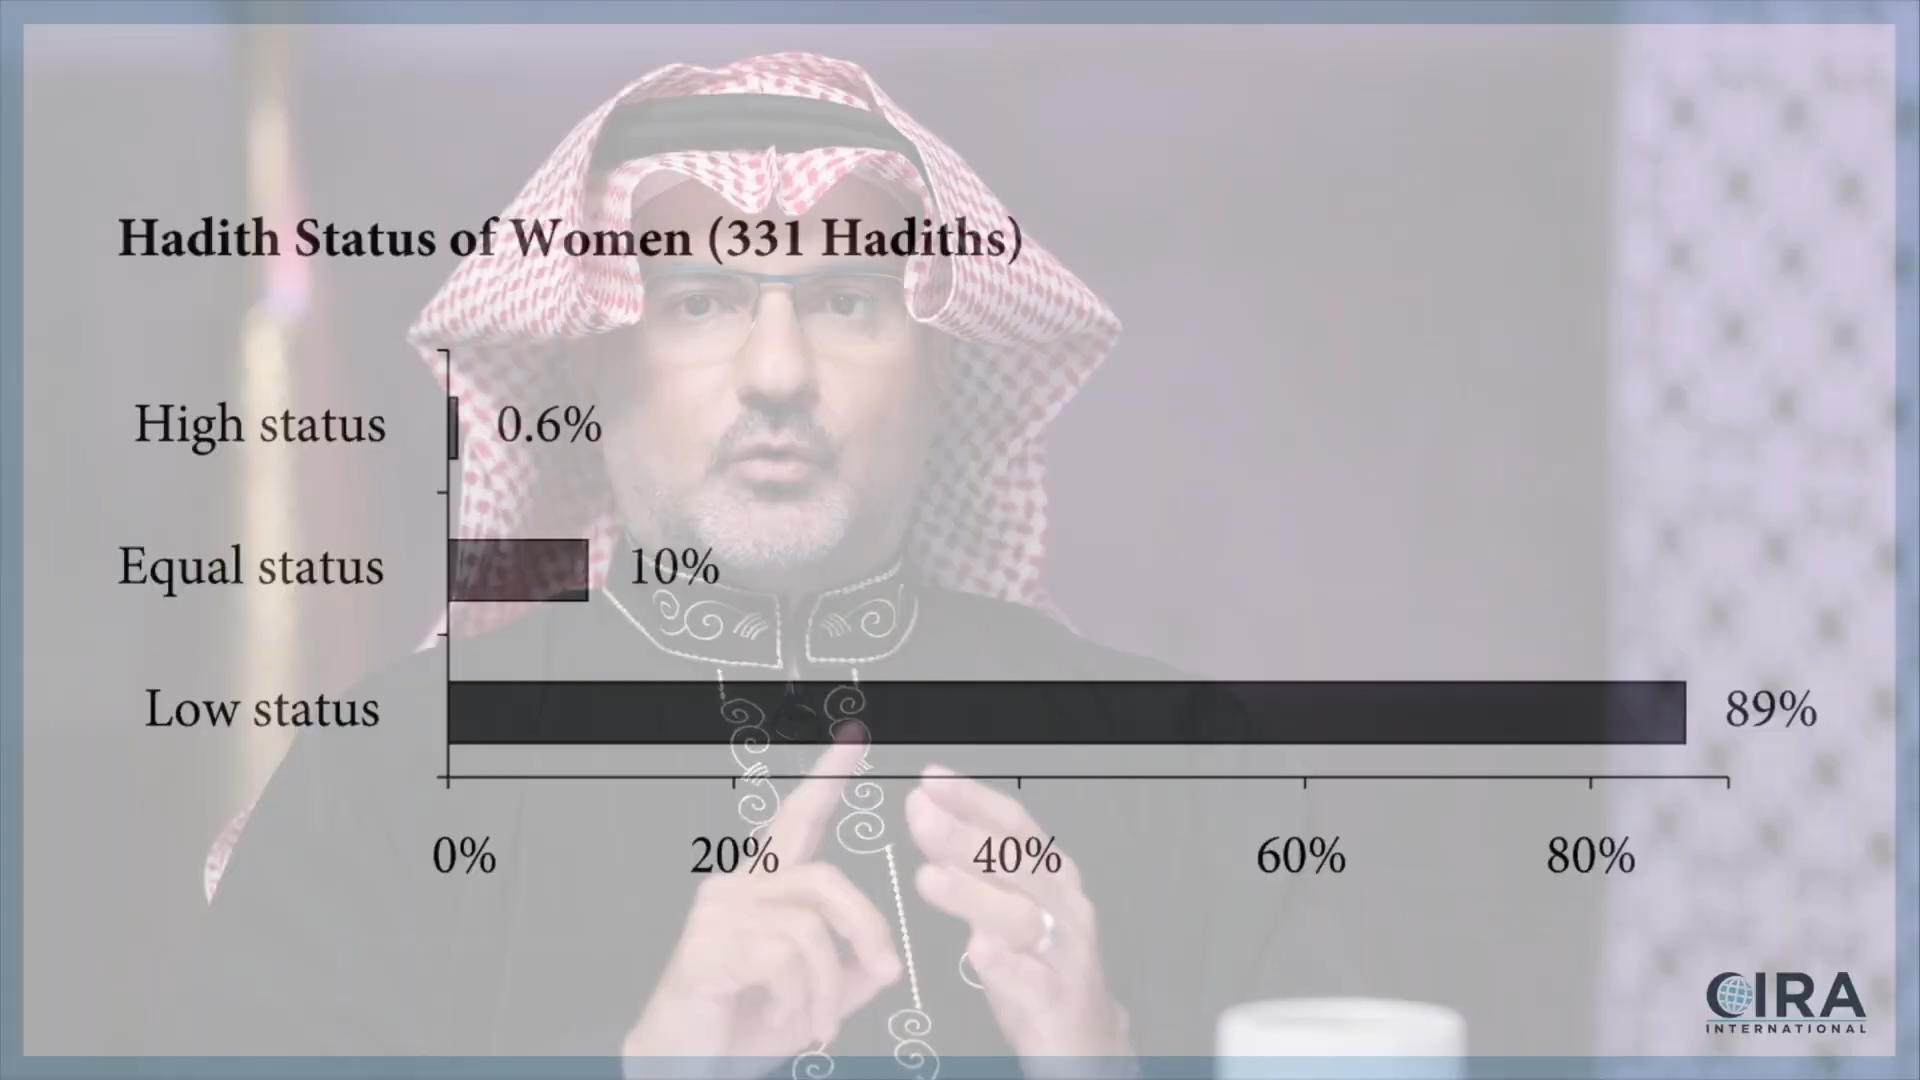 Hadith Status of Women (331 Hadiths)
High status 0.6%
Equal status 10%
Low status 89%
0% 20% 40% 60% 80%
CIRA
INTERNATIONAL